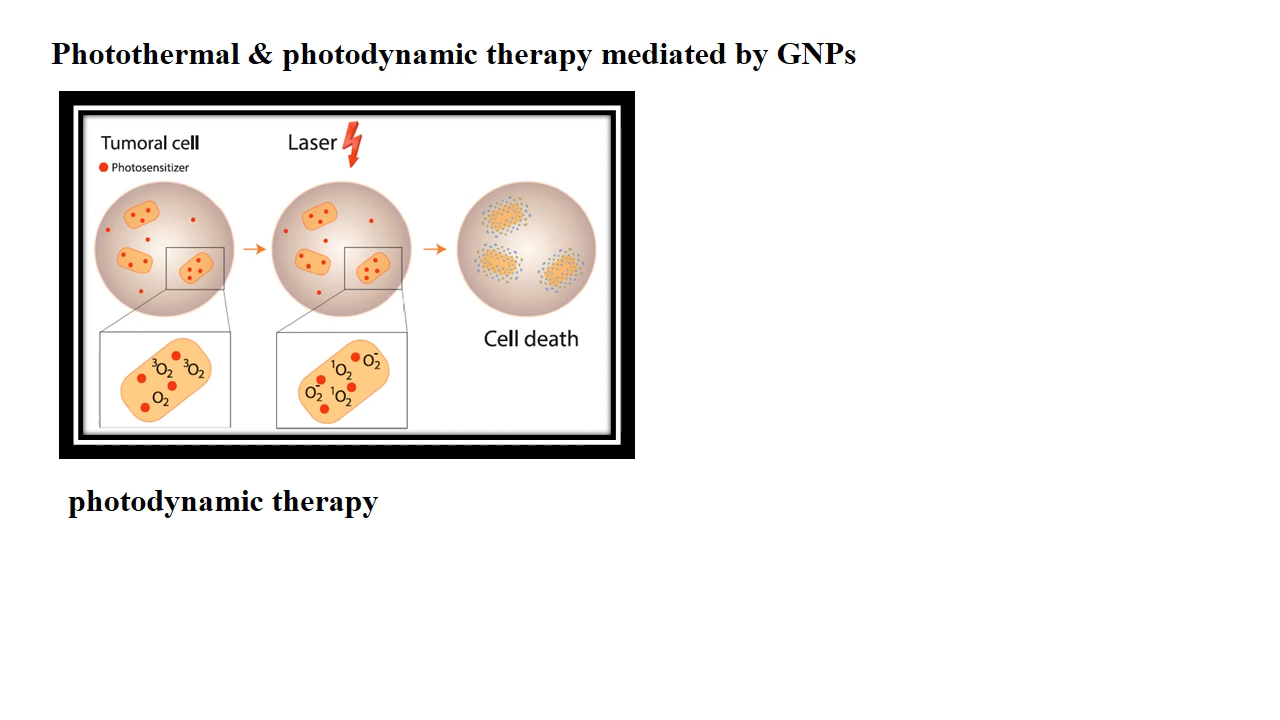 Photothermal & photodynamic therapy mediated by GNPs
Tumoral cell
Photosensitizer
Laser
Cell death
³O₂ ³O₂
O₂
¹O₂ O₂⁻
O₂⁻ ¹O₂
photodynamic therapy